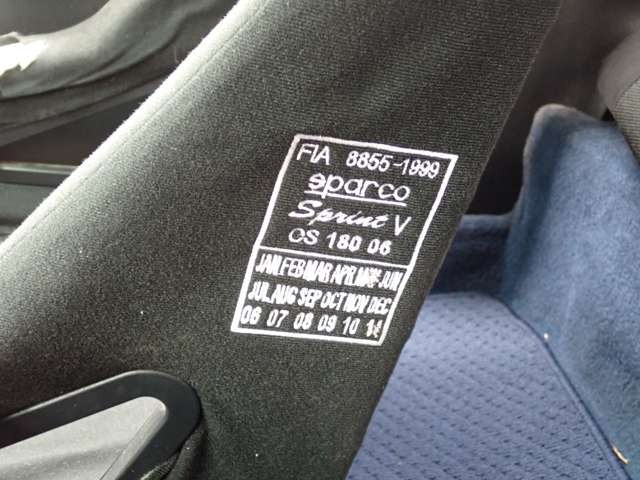 FIA 8855-1999
sparco
Sprint V
CS 180 06
JAN.FEB MAR APR.MAY JUN
JUL.AUG SEP OCT NOV DEC
06 07 08 09 10 11